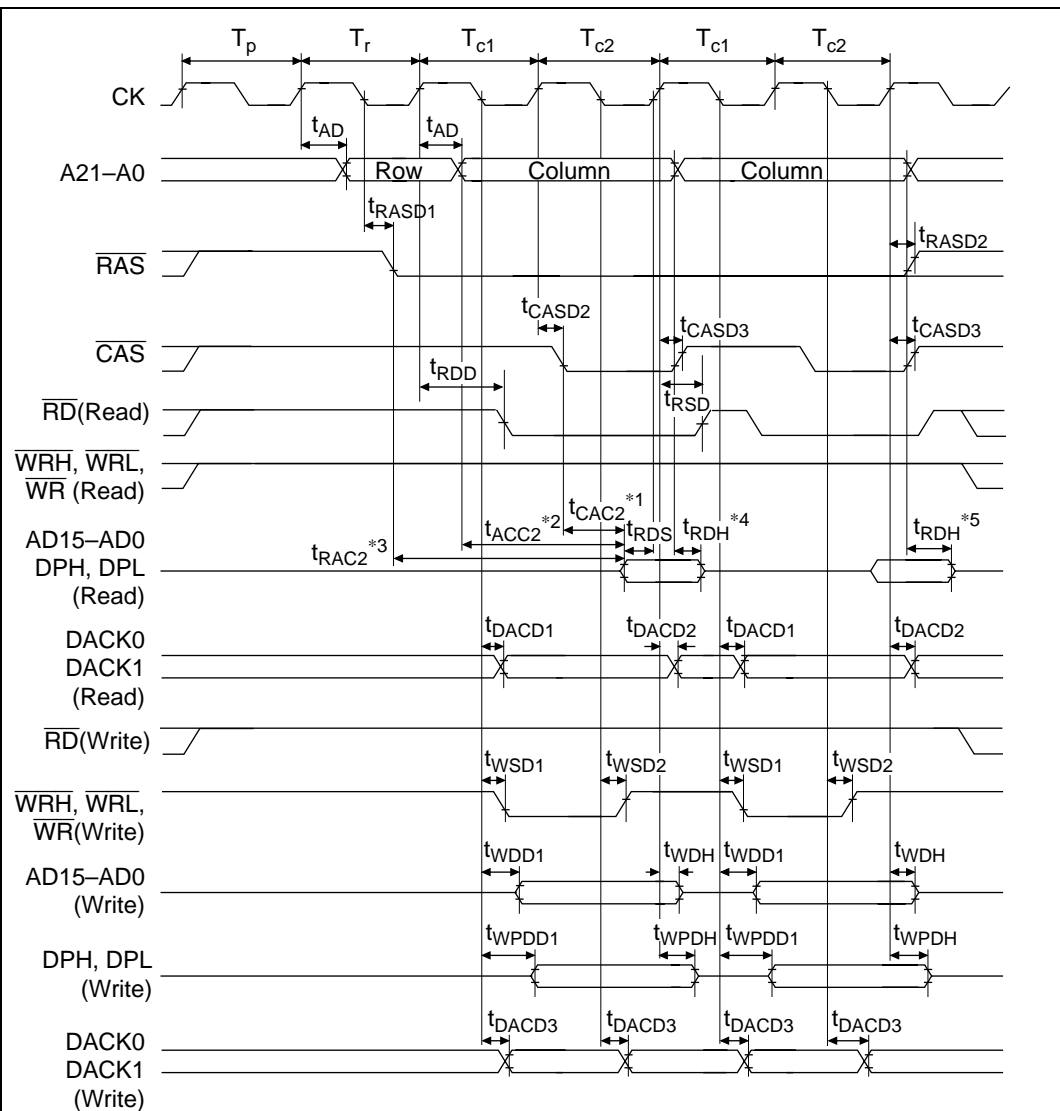 Tp Tr Tc1 Tc2 Tc1 Tc2
CK
tAD tAD
A21–A0 Row Column Column
tRASD1
RAS tRASD2
tCASD2 tCASD3 tCASD3
CAS
tRDD tRSD
RD(Read)
WRH, WRL,
WR (Read)
tCAC2*1
tACC2*2 tRDS tRDH*4 tRDH*5
tRAC2*3
AD15–AD0
DPH, DPL
(Read)
tDACD1 tDACD2 tDACD1 tDACD2
DACK0
DACK1
(Read)
RD(Write)
tWSD1 tWSD2 tWSD1 tWSD2
WRH, WRL,
WR(Write)
tWDD1 tWDH tWDD1 tWDH
AD15–AD0
(Write)
tWPDD1 tWPDH tWPDD1 tWPDH
DPH, DPL
(Write)
tDACD3 tDACD3 tDACD3 tDACD3
DACK0
DACK1
(Write)